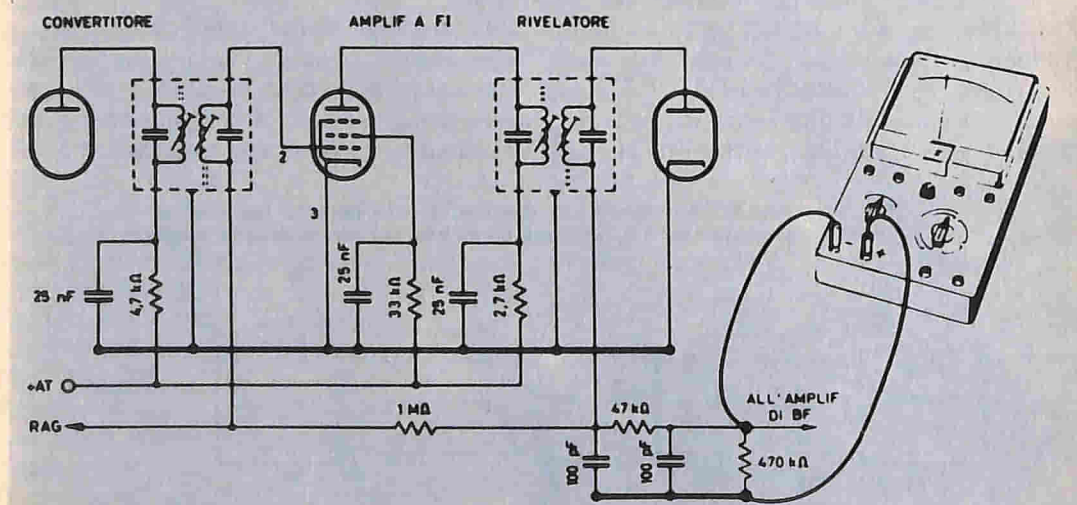 CONVERTITORE
AMPLIF A FI
RIVELATORE
2
3
25 nF
4,7 kΩ
25 nF
33 kΩ
25 nF
2,7 kΩ
+AT
RAG
1 MΩ
47 kΩ
ALL'AMPLIF
DI BF
100 pF
100 pF
470 kΩ
- +